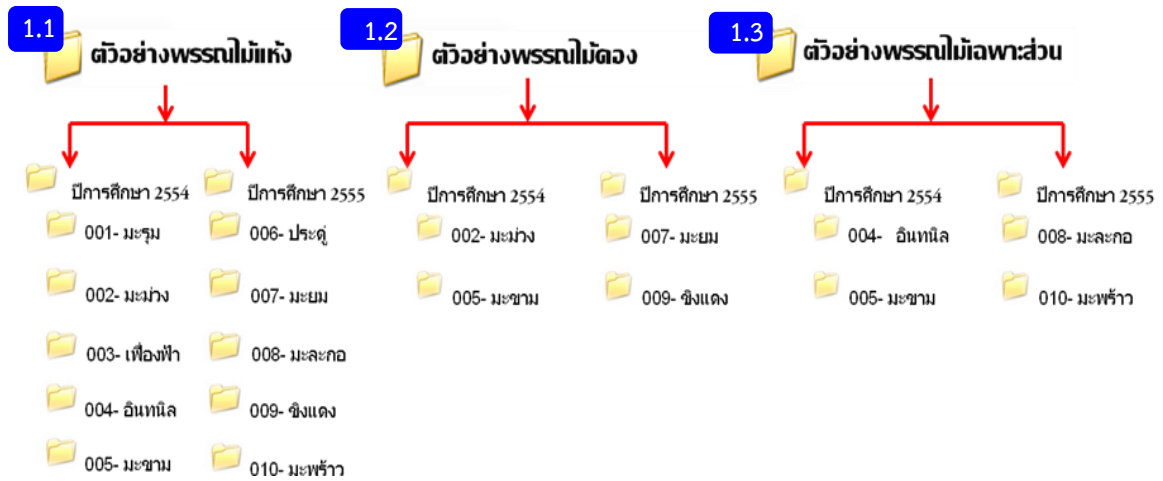 1.1
ตัวอย่างพรรณไม้แห้ง
ปีการศึกษา 2554
001- มะรุม
002- มะม่วง
003- เฟื่องฟ้า
004- อินทนิล
005- มะขาม
ปีการศึกษา 2555
006- ประดู่
007- มะยม
008- มะละกอ
009- ขิงแดง
010- มะพร้าว
1.2
ตัวอย่างพรรณไม้ดอง
ปีการศึกษา 2554
002- มะม่วง
005- มะขาม
ปีการศึกษา 2555
007- มะยม
009- ขิงแดง
1.3
ตัวอย่างพรรณไม้เฉพาะส่วน
ปีการศึกษา 2554
004- อินทนิล
005- มะขาม
ปีการศึกษา 2555
008- มะละกอ
010- มะพร้าว